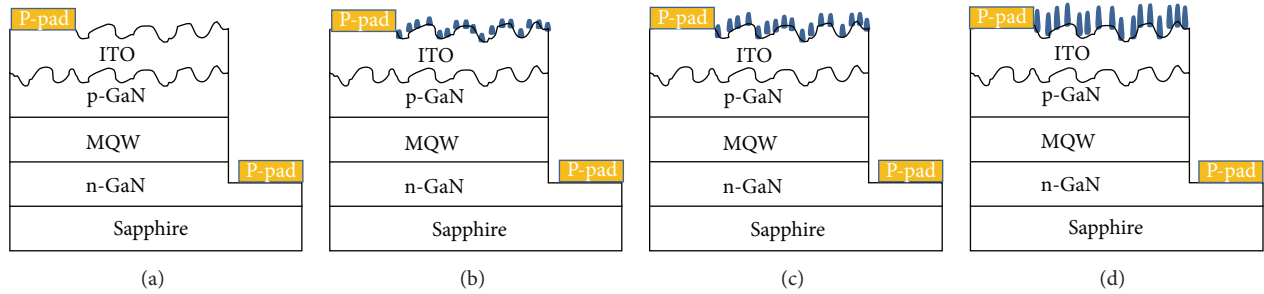 P-pad
ITO
p-GaN
MQW
P-pad
n-GaN
Sapphire
(a)
P-pad
ITO
p-GaN
MQW
P-pad
n-GaN
Sapphire
(b)
P-pad
ITO
p-GaN
MQW
P-pad
n-GaN
Sapphire
(c)
P-pad
ITO
p-GaN
MQW
P-pad
n-GaN
Sapphire
(d)